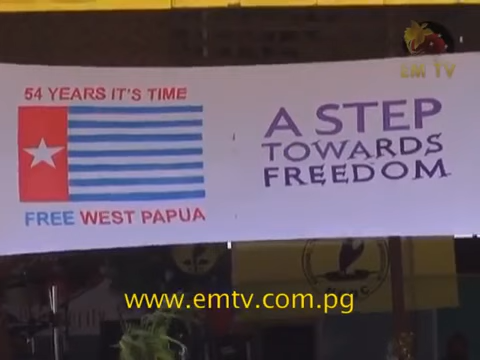 EM TV
54 YEARS IT'S TIME
FREE WEST PAPUA
A STEP
TOWARDS
FREEDOM
www.emtv.com.pg